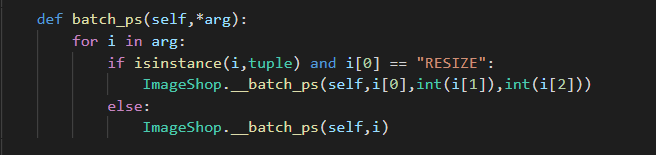 def batch_ps(self,*arg):
    for i in arg:
        if isinstance(i,tuple) and i[0] == "RESIZE":
            ImageShop.__batch_ps(self,i[0],int(i[1]),int(i[2]))
        else:
            ImageShop.__batch_ps(self,i)